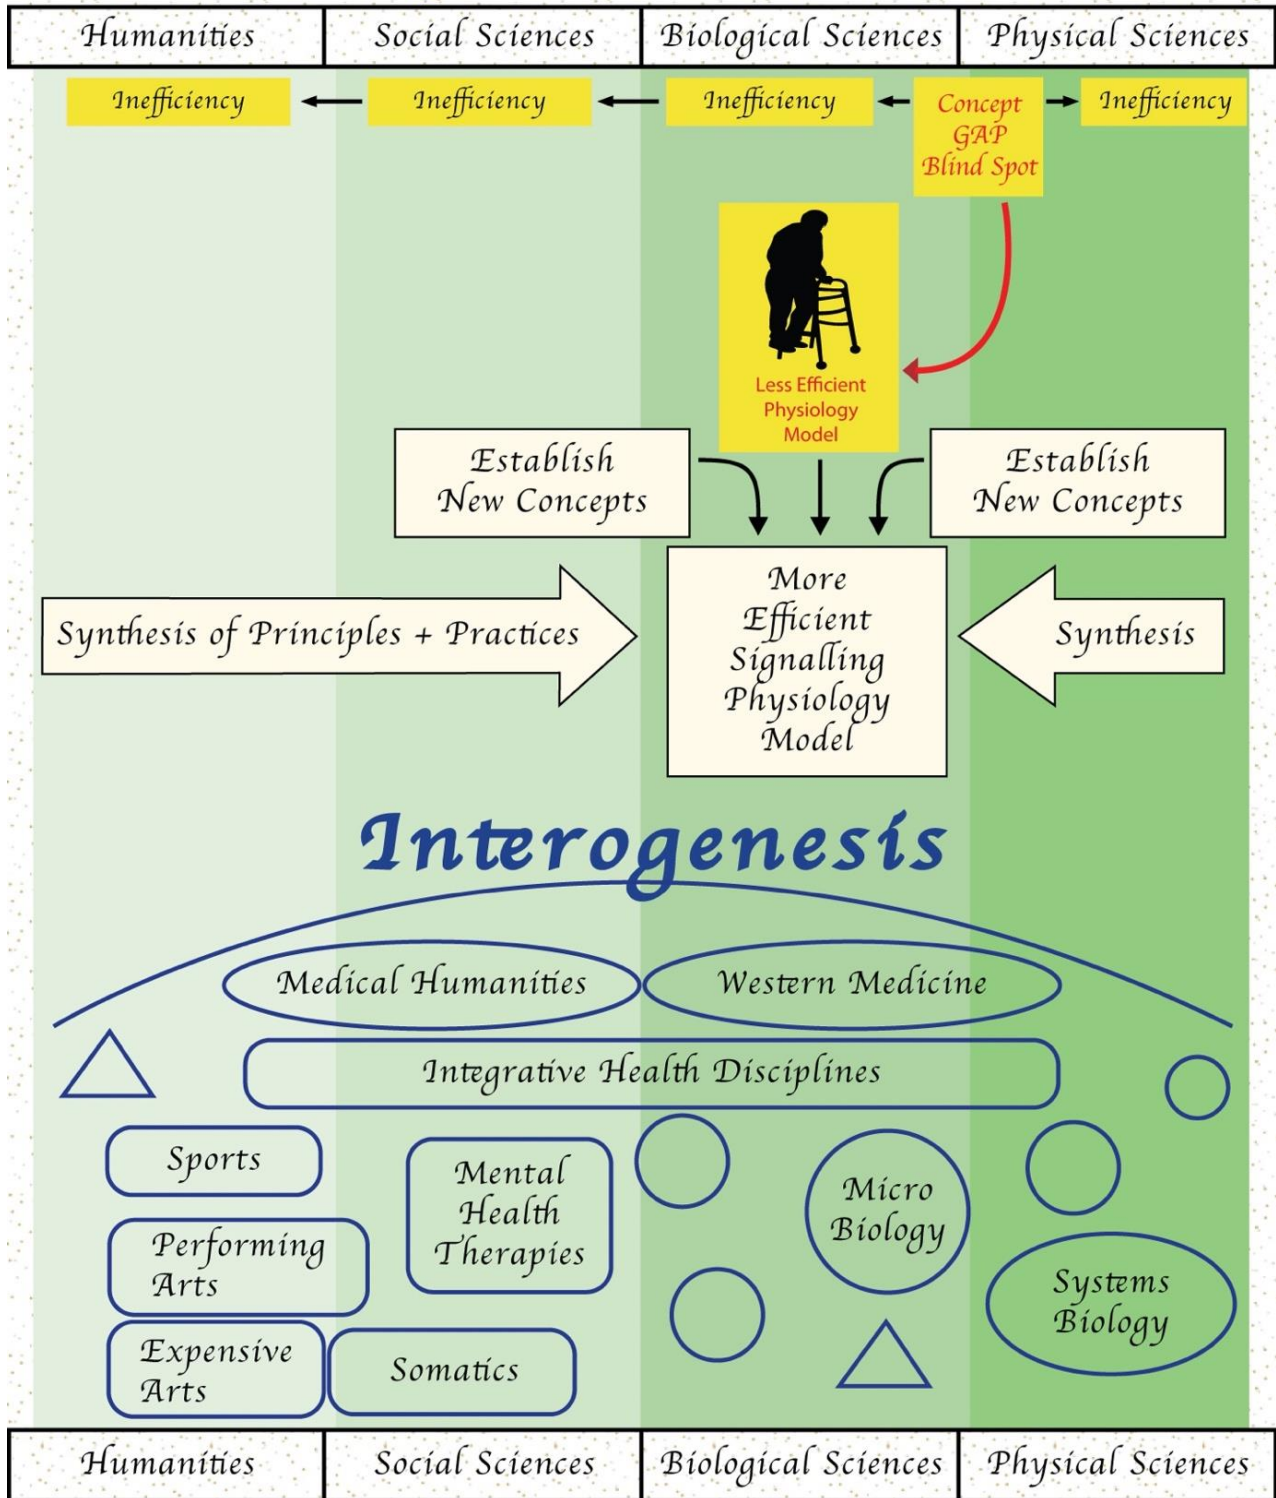 Humanities
Social Sciences
Biological Sciences
Physical Sciences
Inefficiency
Inefficiency
Inefficiency
Concept
GAP
Blind Spot
Inefficiency
Less Efficient
Physiology
Model
Establish
New Concepts
Establish
New Concepts
Synthesis of Principles + Practices
More
Efficient
Signalling
Physiology
Model
Synthesis
Interogenesis
Medical Humanities
Western Medicine
Integrative Health Disciplines
Sports
Mental
Health
Therapies
Micro
Biology
Performing
Arts
Systems
Biology
Expensive
Arts
Somatics
Humanities
Social Sciences
Biological Sciences
Physical Sciences